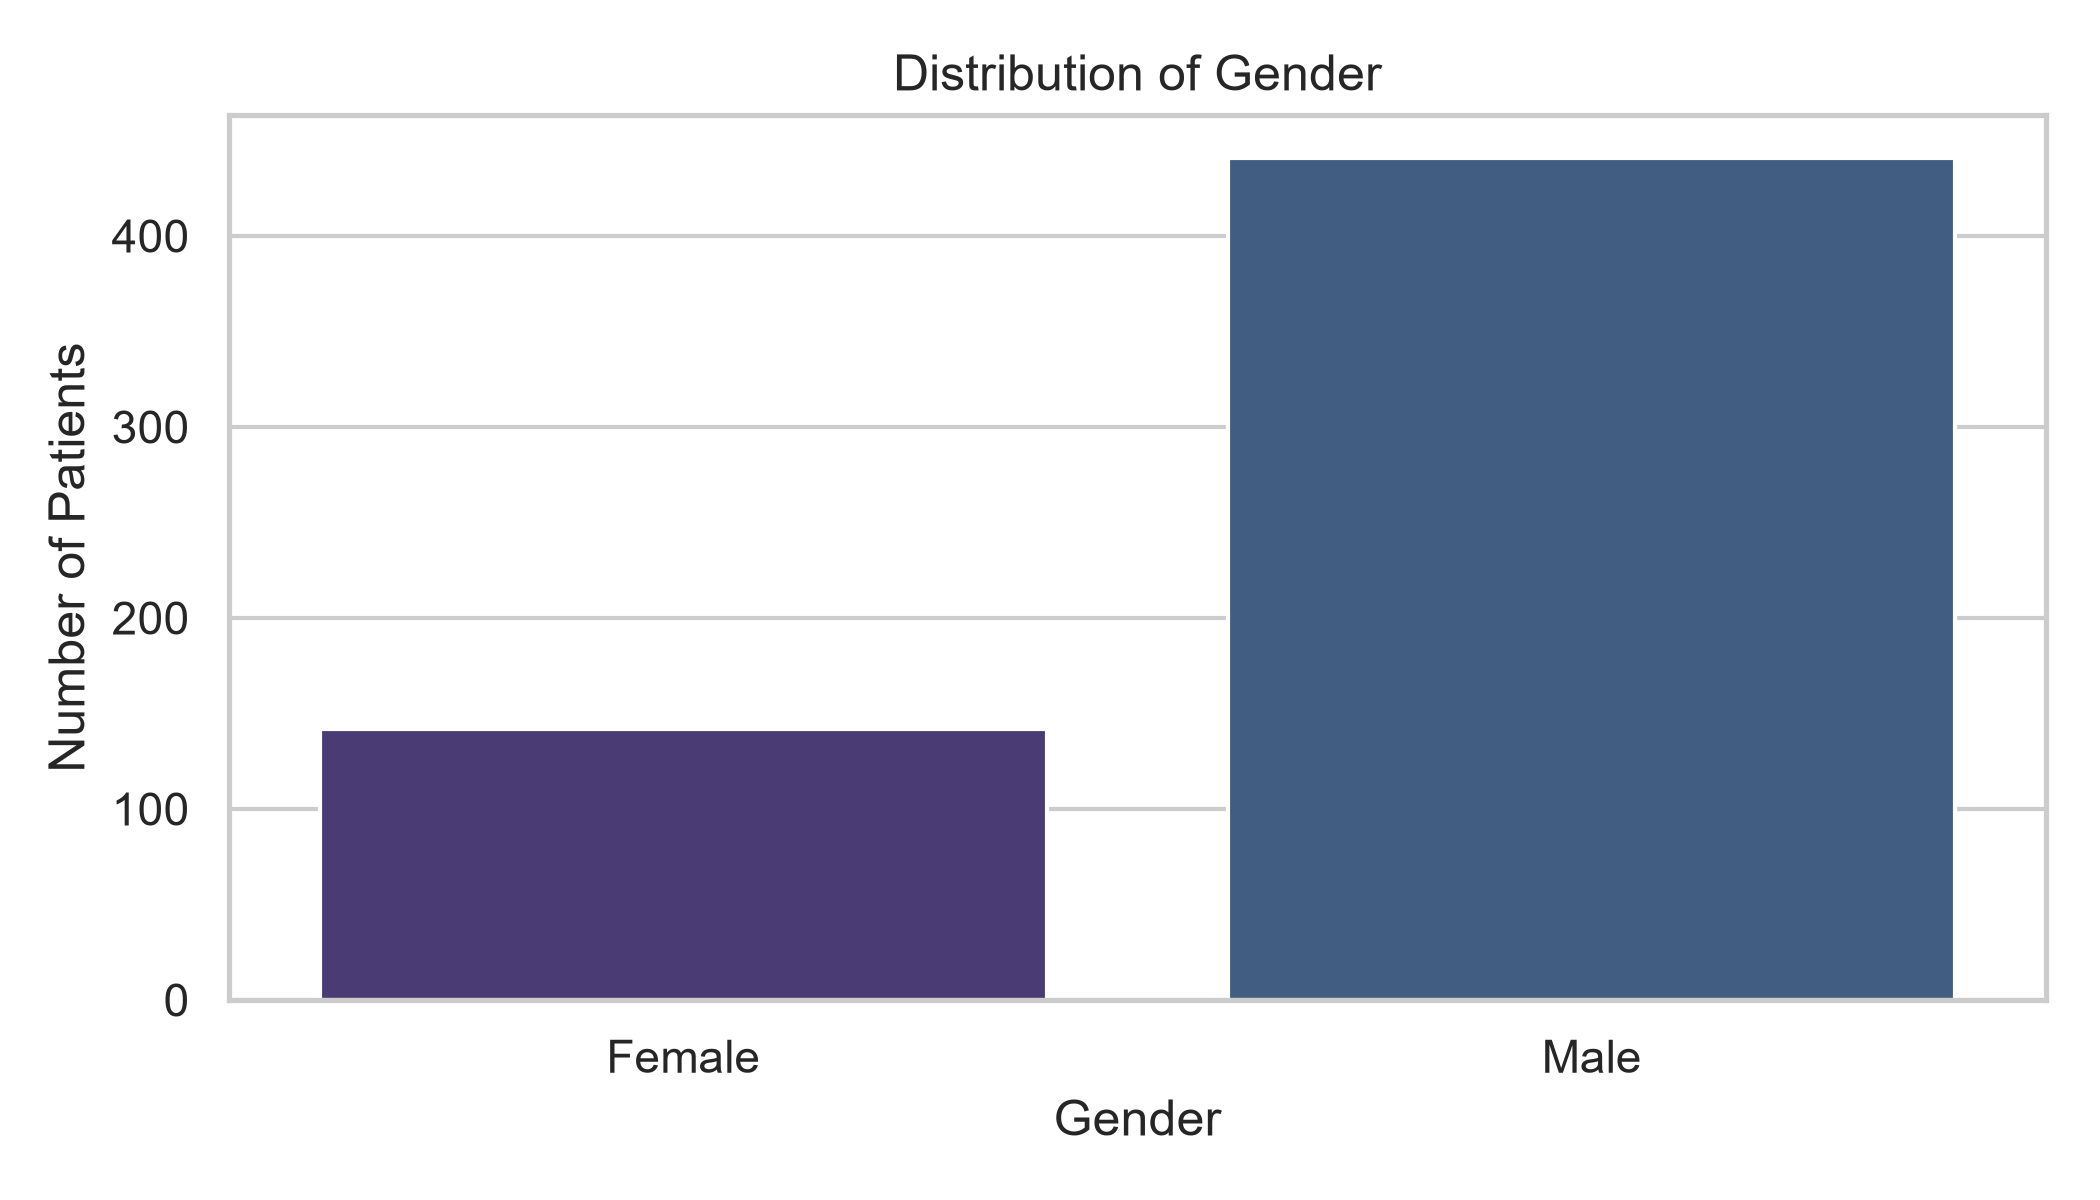 Distribution of Gender
Number of Patients
400
300
200
100
0
Female
Male
Gender